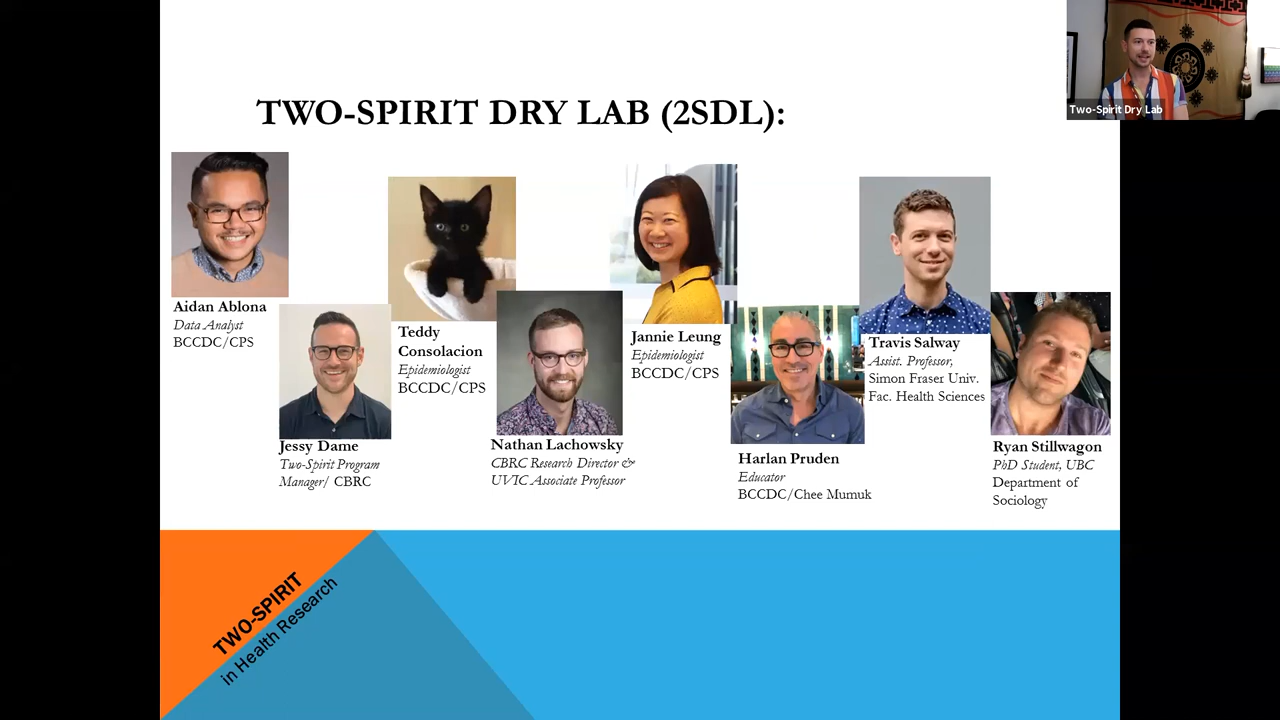 TWO-SPIRIT DRY LAB (2SDL):
Two-Spirit Dry Lab
Aidan Ablona
Data Analyst
BCCDC/CPS
Jessy Dame
Two-Spirit Program
Manager/ CBRC
Teddy
Consolacion
Epidemiologist
BCCDC/CPS
Nathan Lachowsky
CBRC Research Director &
UVIC Associate Professor
Jannie Leung
Epidemiologist
BCCDC/CPS
Harlan Pruden
Educator
BCCDC/Chee Mumuk
Travis Salway
Assist. Professor,
Simon Fraser Univ.
Fac. Health Sciences
Ryan Stillwagon
PhD Student, UBC
Department of
Sociology
TWO-SPIRIT
in Health Research